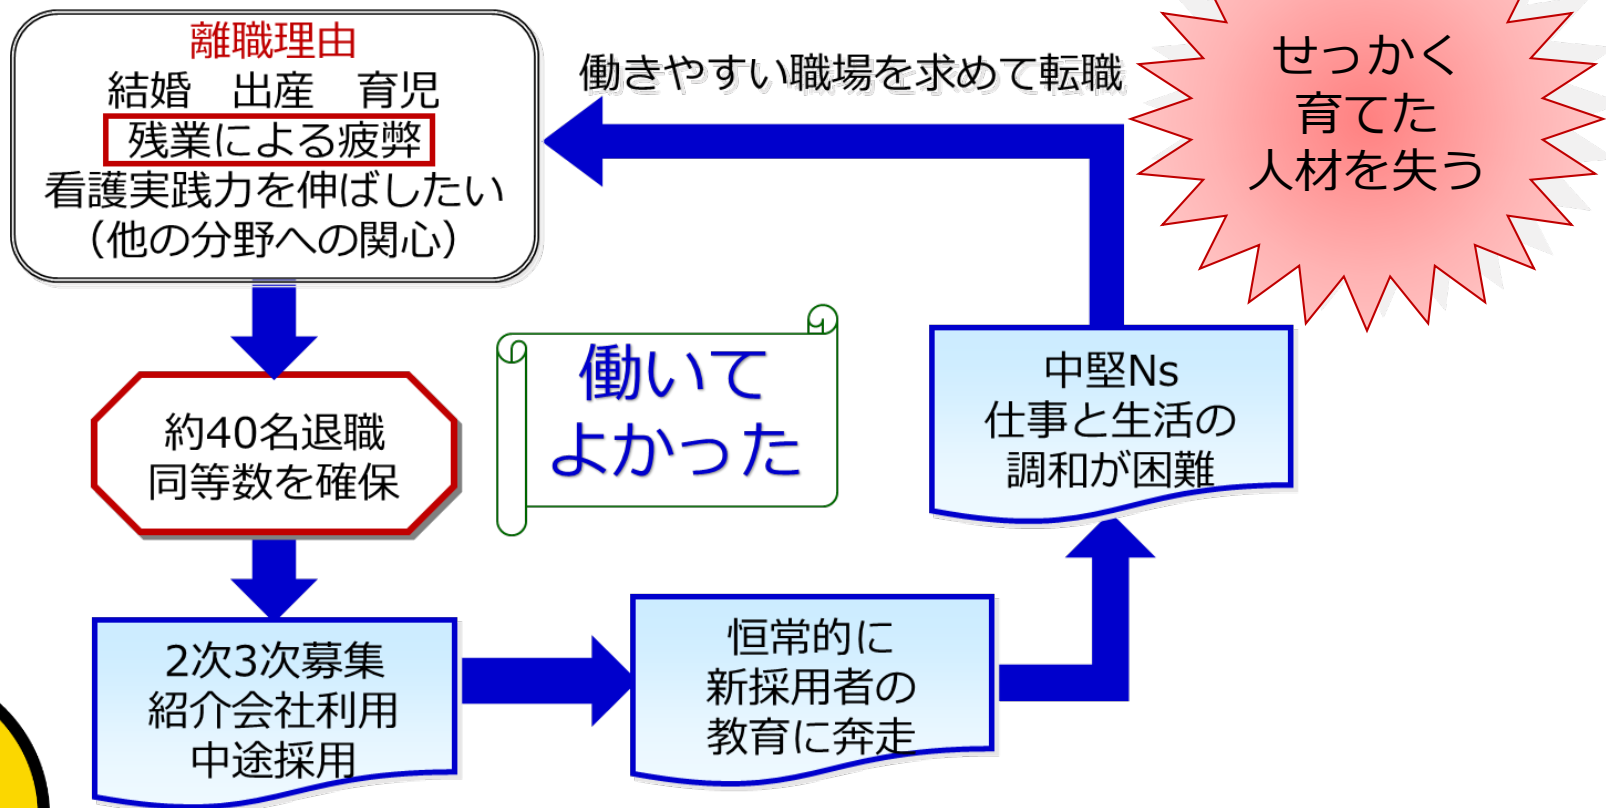 離職理由
結婚　出産　育児
残業による疲弊
看護実践力を伸ばしたい
（他の分野への関心）
働きやすい職場を求めて転職
せっかく
育てた
人材を失う
約40名退職
同等数を確保
働いて
よかった
中堅Ns
仕事と生活の
調和が困難
2次3次募集
紹介会社利用
中途採用
恒常的に
新採用者の
教育に奔走